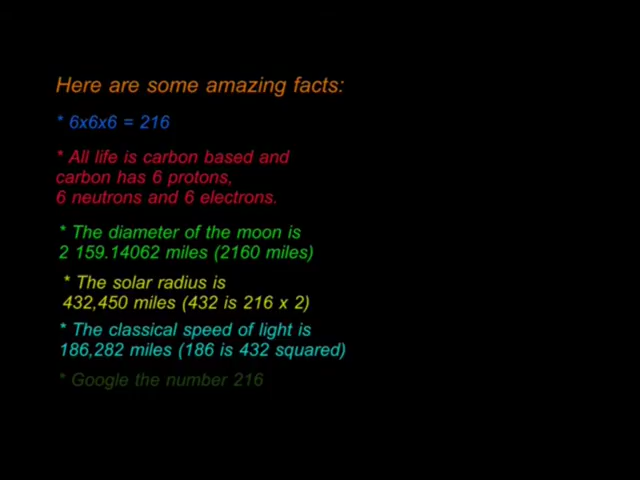 Here are some amazing facts:
* 6x6x6 = 216
* All life is carbon based and
carbon has 6 protons,
6 neutrons and 6 electrons.
* The diameter of the moon is
2 159.14062 miles (2160 miles)
* The solar radius is
432,450 miles (432 is 216 x 2)
* The classical speed of light is
186,282 miles (186 is 432 squared)
* Google the number 216